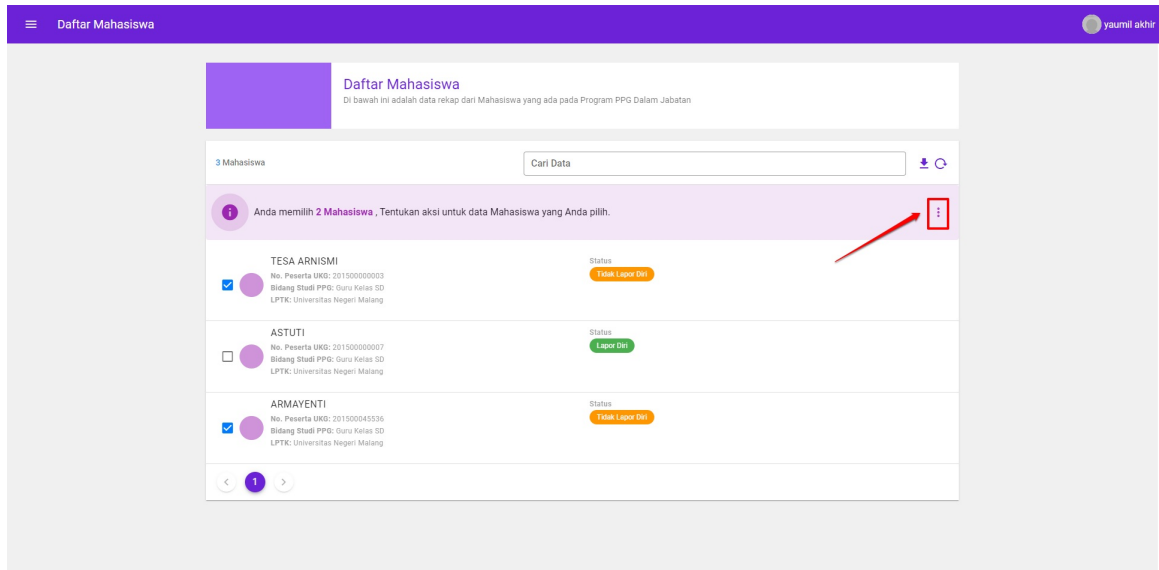 Daftar Mahasiswa
yaumil akhir
Daftar Mahasiswa
Di bawah ini adalah data rekap dari Mahasiswa yang ada pada Program PPG Dalam Jabatan
3 Mahasiswa
Cari Data
Anda memilih 2 Mahasiswa , Tentukan aksi untuk data Mahasiswa yang Anda pilih.
TESA ARNISMI
No. Peserta UKG: 201500000003
Bidang Studi PPG: Guru Kelas SD
LPTK: Universitas Negeri Malang
Status
Tidak Lapor Diri
ASTUTI
No. Peserta UKG: 201500000007
Bidang Studi PPG: Guru Kelas SD
LPTK: Universitas Negeri Malang
Status
Lapor Diri
ARMAYENTI
No. Peserta UKG: 201500045536
Bidang Studi PPG: Guru Kelas SD
LPTK: Universitas Negeri Malang
Status
Tidak Lapor Diri
1